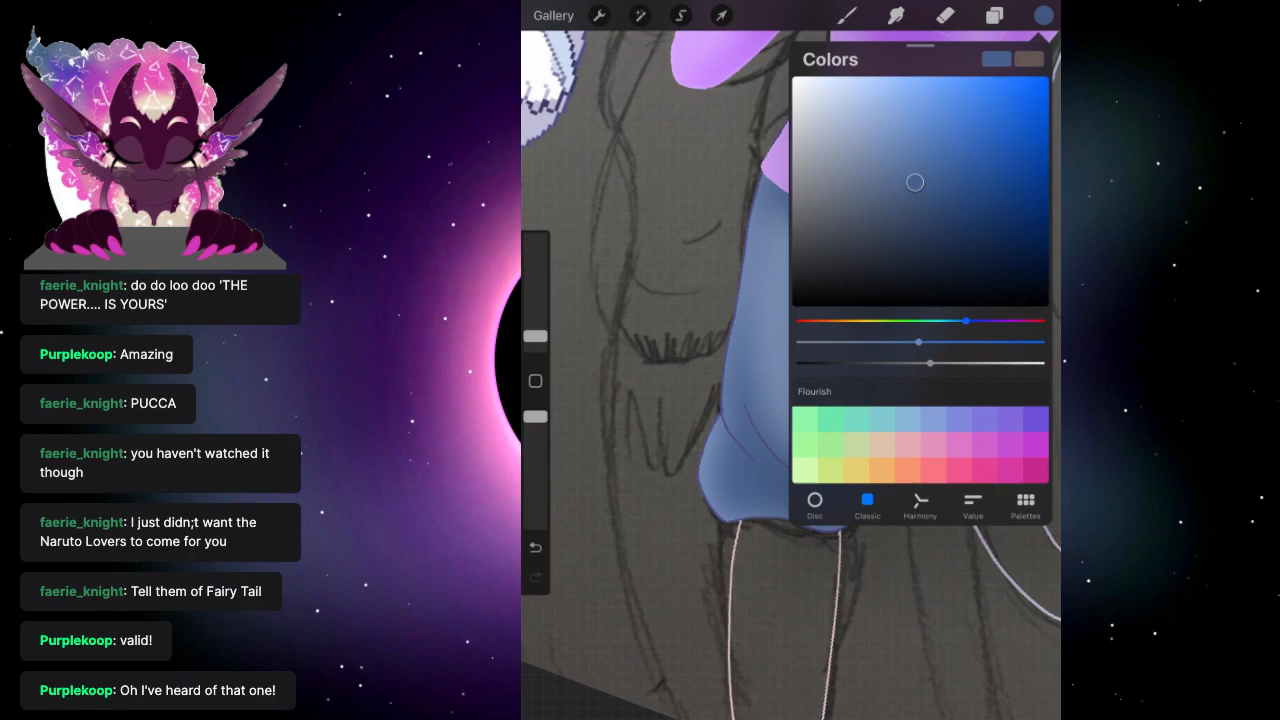 Gallery
Colors
Flourish
Disc
Classic
Harmony
Value
Palettes
faerie_knight: do do loo doo 'THE
POWER.... IS YOURS'
Purplekoop: Amazing
faerie_knight: PUCCA
faerie_knight: you haven't watched it
though
faerie_knight: I just didn;t want the
Naruto Lovers to come for you
faerie_knight: Tell them of Fairy Tail
Purplekoop: valid!
Purplekoop: Oh I've heard of that one!